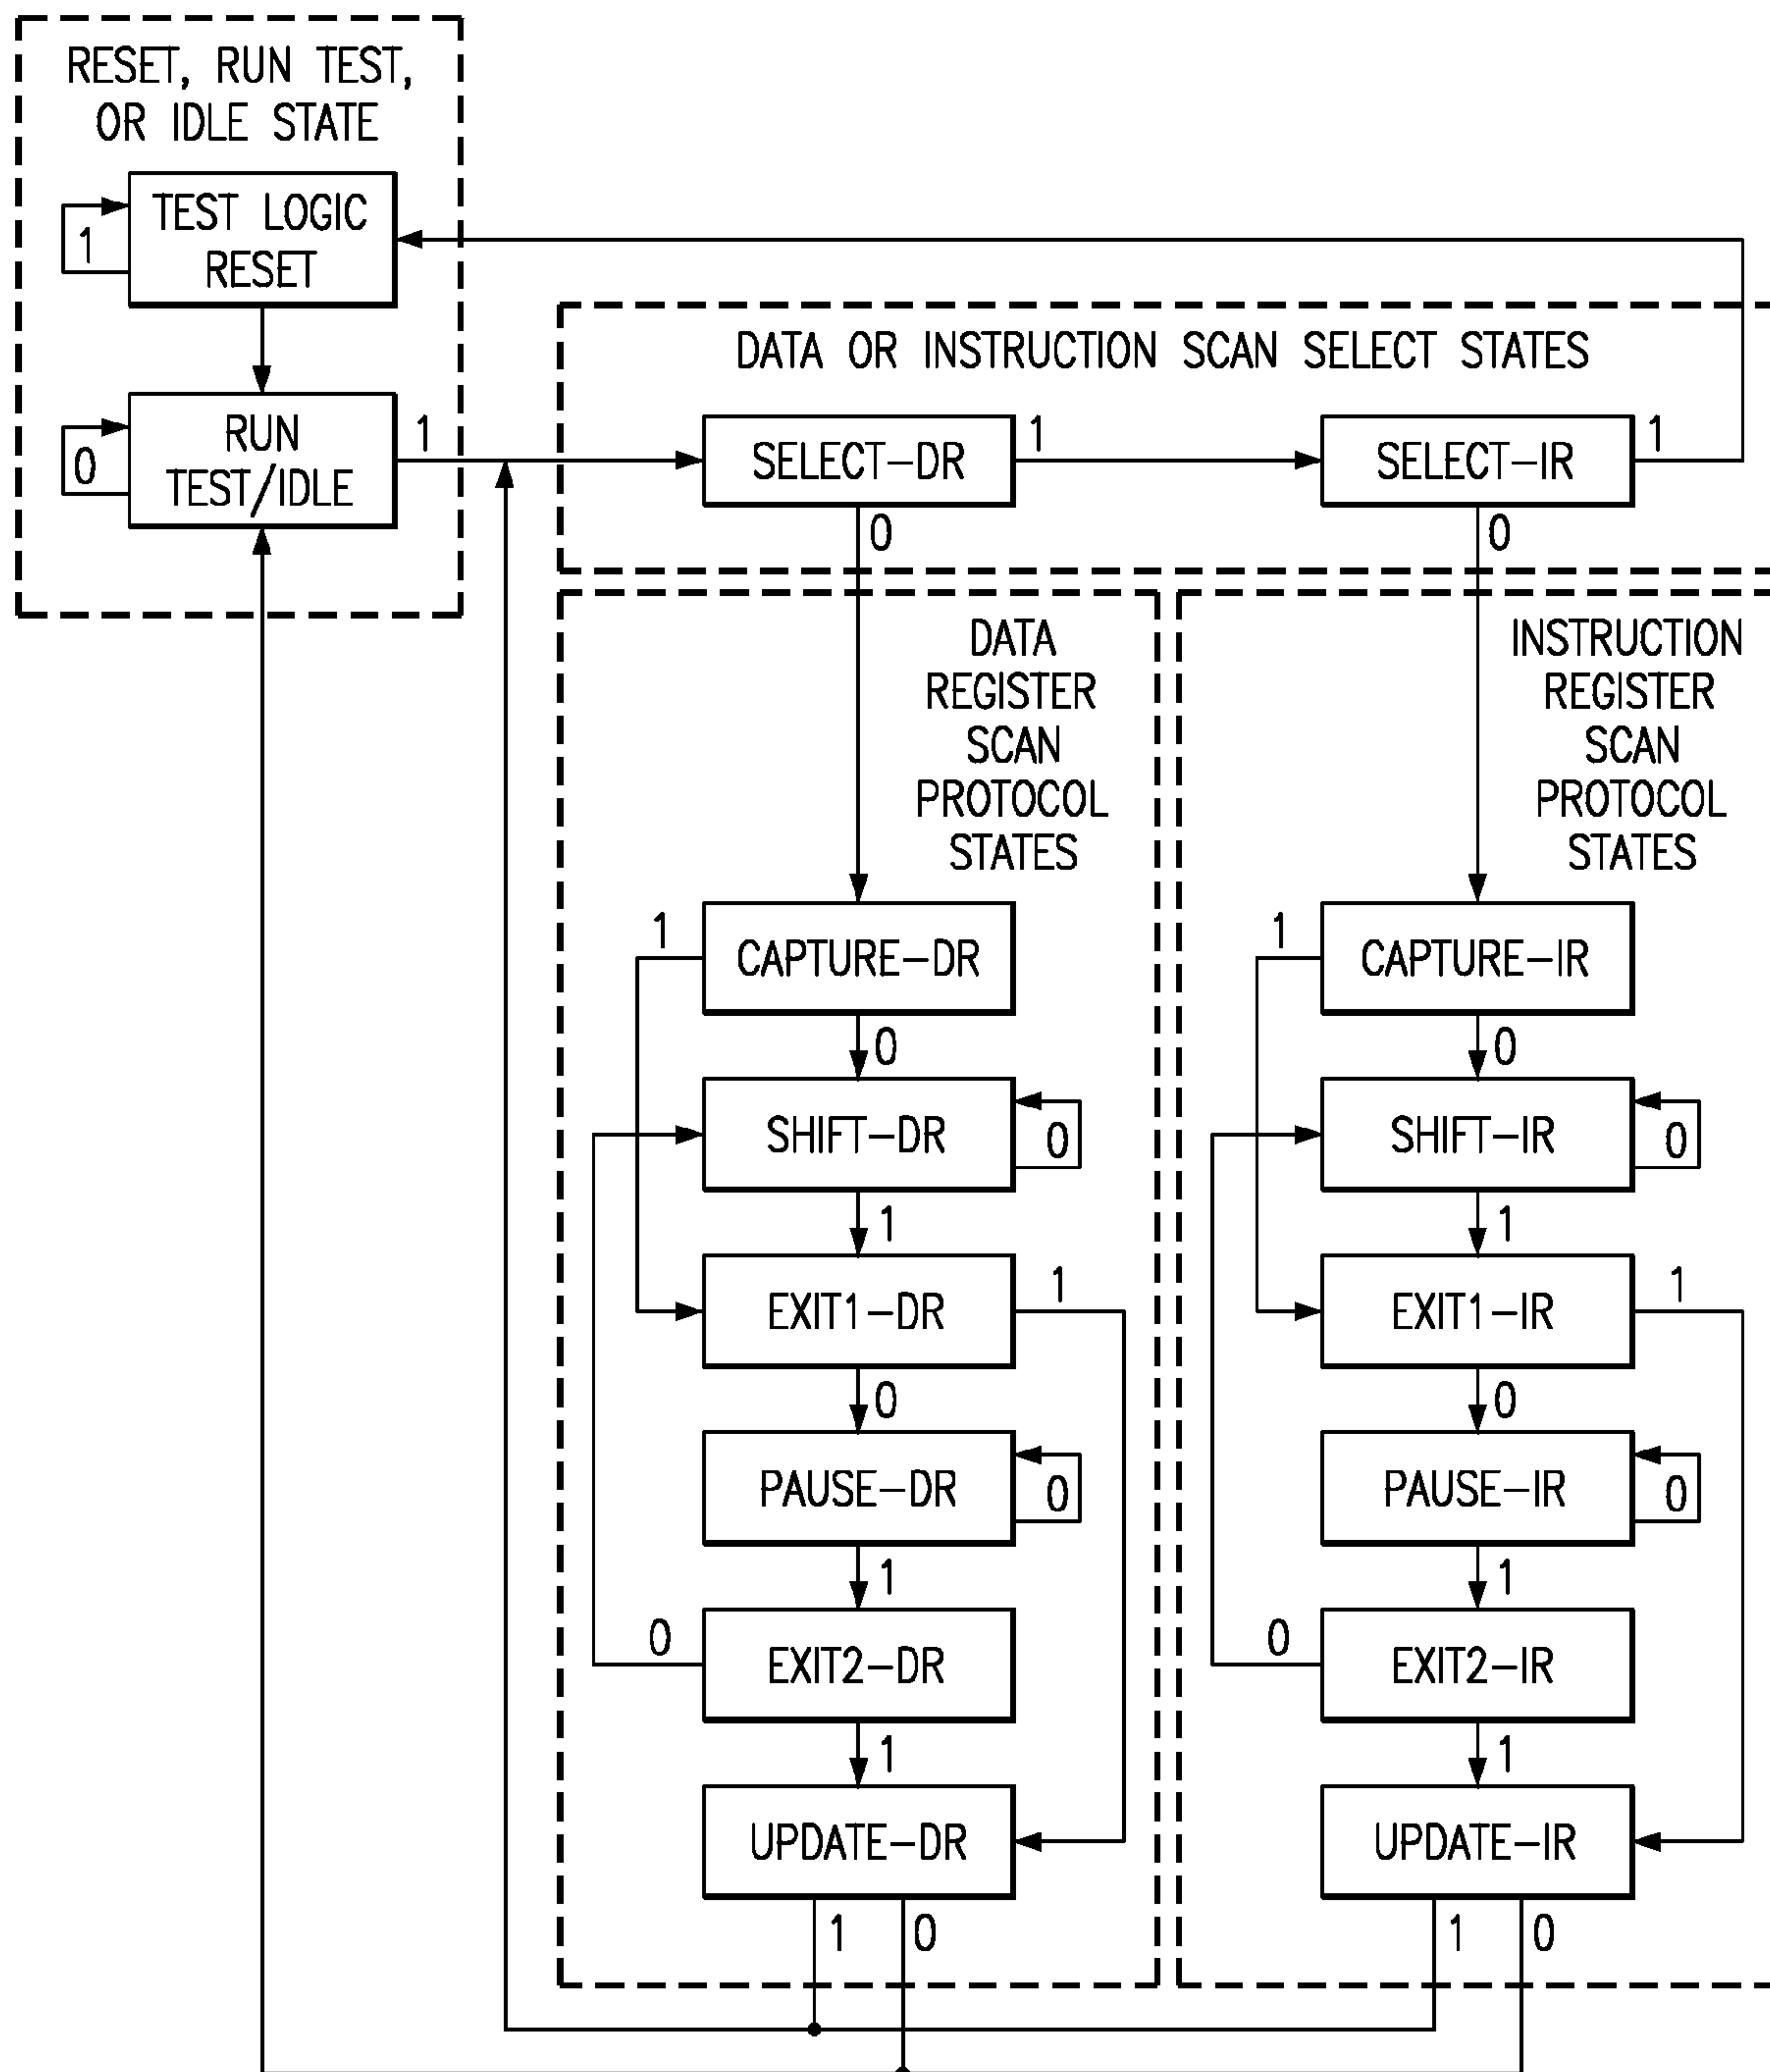 RESET, RUN TEST,
OR IDLE STATE
TEST LOGIC
RESET
1
RUN
TEST/IDLE
0
1
DATA OR INSTRUCTION SCAN SELECT STATES
SELECT-DR
1
0
SELECT-IR
1
0
DATA
REGISTER
SCAN
PROTOCOL
STATES
1
CAPTURE-DR
0
SHIFT-DR
0
1
EXIT1-DR
1
0
PAUSE-DR
0
1
0
EXIT2-DR
1
UPDATE-DR
1
0
INSTRUCTION
REGISTER
SCAN
PROTOCOL
STATES
1
CAPTURE-IR
0
SHIFT-IR
0
1
EXIT1-IR
1
0
PAUSE-IR
0
1
0
EXIT2-IR
1
UPDATE-IR
1
0